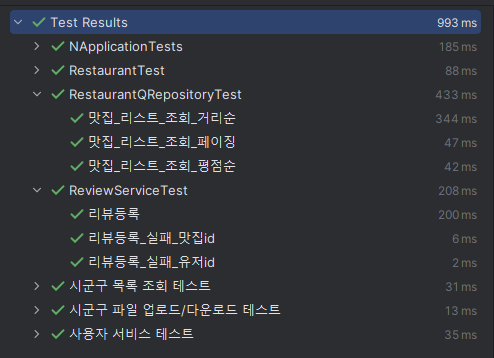 Test Results 993 ms
NApplicationTests 185 ms
RestaurantTest 88 ms
RestaurantQRepositoryTest 433 ms
맛집_리스트_조회_거리순 344 ms
맛집_리스트_조회_페이징 47 ms
맛집_리스트_조회_평점순 42 ms
ReviewServiceTest 208 ms
리뷰등록 200 ms
리뷰등록_실패_맛집id 6 ms
리뷰등록_실패_유저id 2 ms
시군구 목록 조회 테스트 31 ms
시군구 파일 업로드/다운로드 테스트 13 ms
사용자 서비스 테스트 35 ms